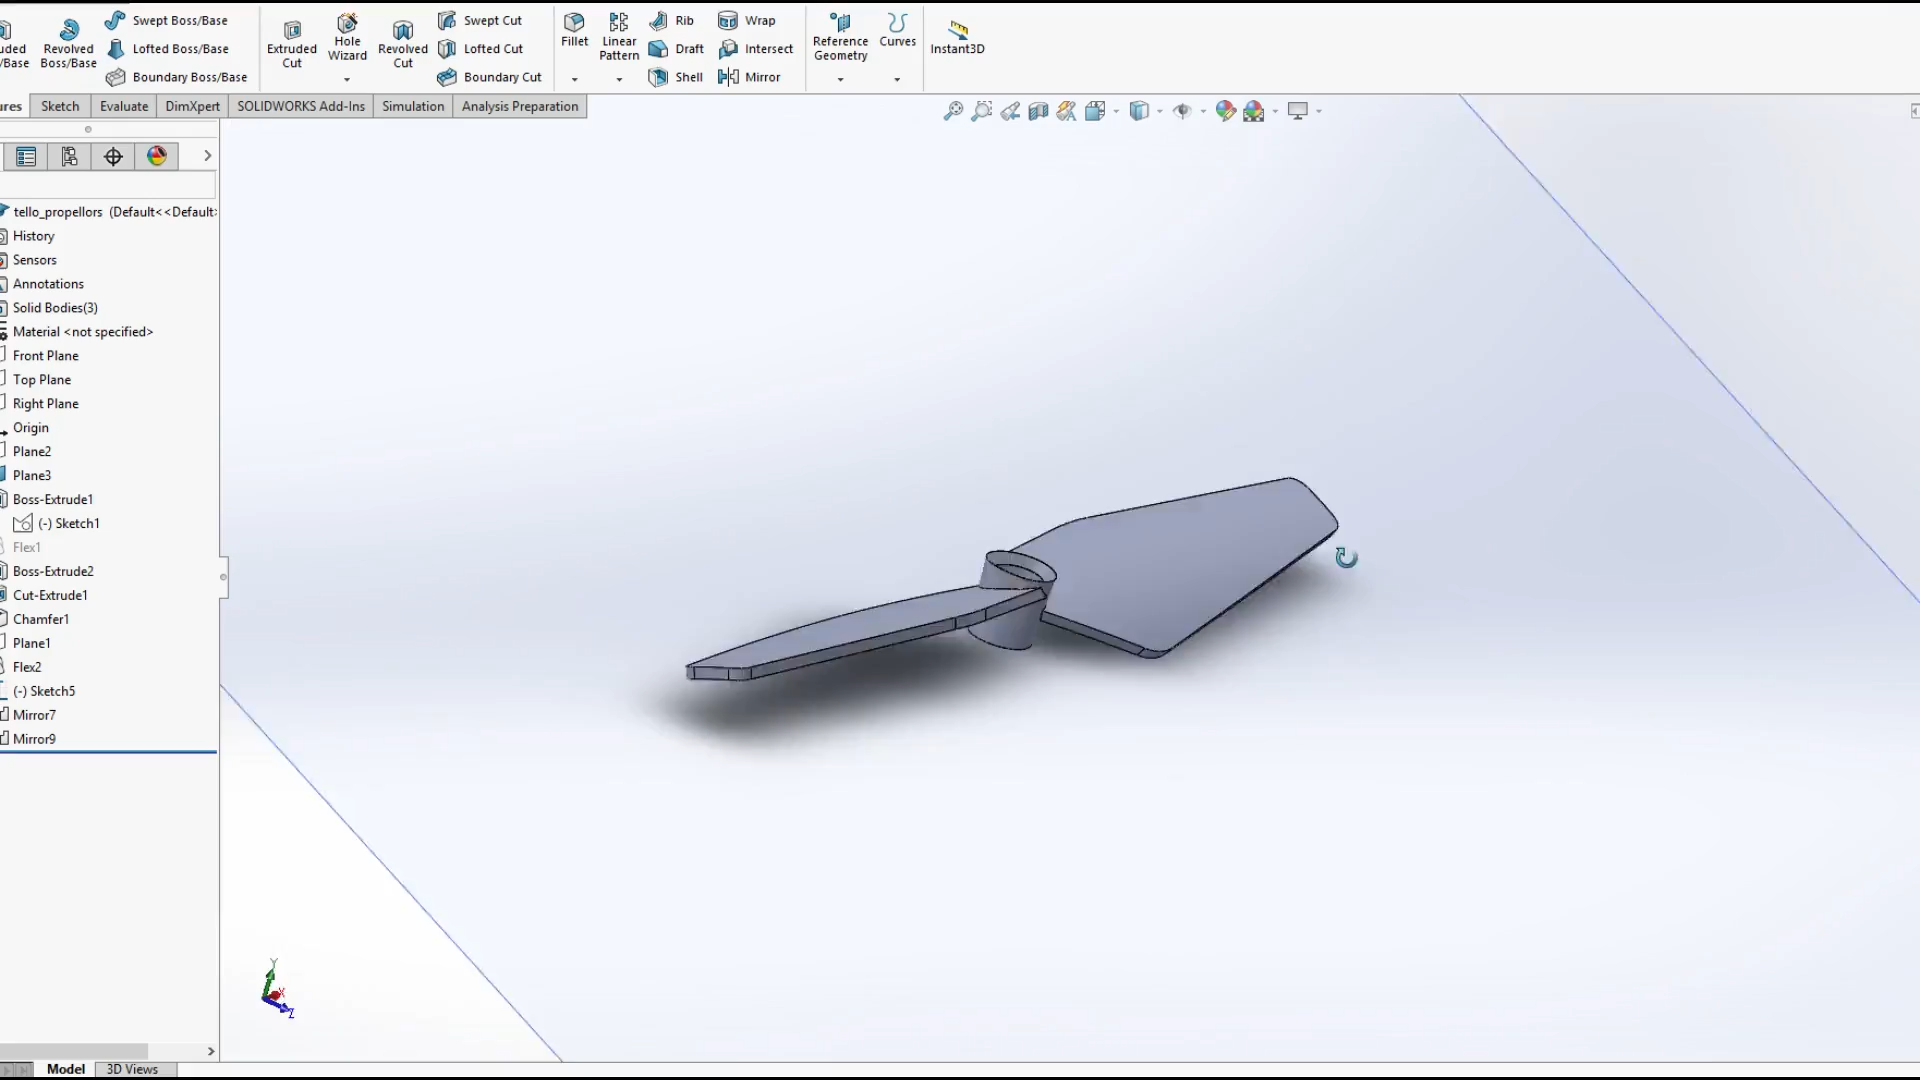 Swept Boss/Base
Swept Cut
Rib
Wrap
uded
/Base
Revolved
Boss/Base
Lofted Boss/Base
Extruded
Cut
Hole
Wizard
Revolved
Cut
Lofted Cut
Fillet
Linear
Pattern
Draft
Intersect
Reference
Geometry
Curves
Instant3D
Boundary Boss/Base
Boundary Cut
Shell
Mirror
ures
Sketch
Evaluate
DimXpert
SOLIDWORKS Add-Ins
Simulation
Analysis Preparation
tello_propellors (Default<<Default>
History
Sensors
Annotations
Solid Bodies(3)
Material <not specified>
Front Plane
Top Plane
Right Plane
Origin
Plane2
Plane3
Boss-Extrude1
(-) Sketch1
Flex1
Boss-Extrude2
Cut-Extrude1
Chamfer1
Plane1
Flex2
(-) Sketch5
Mirror7
Mirror9
Y
X
Z
Model
3D Views